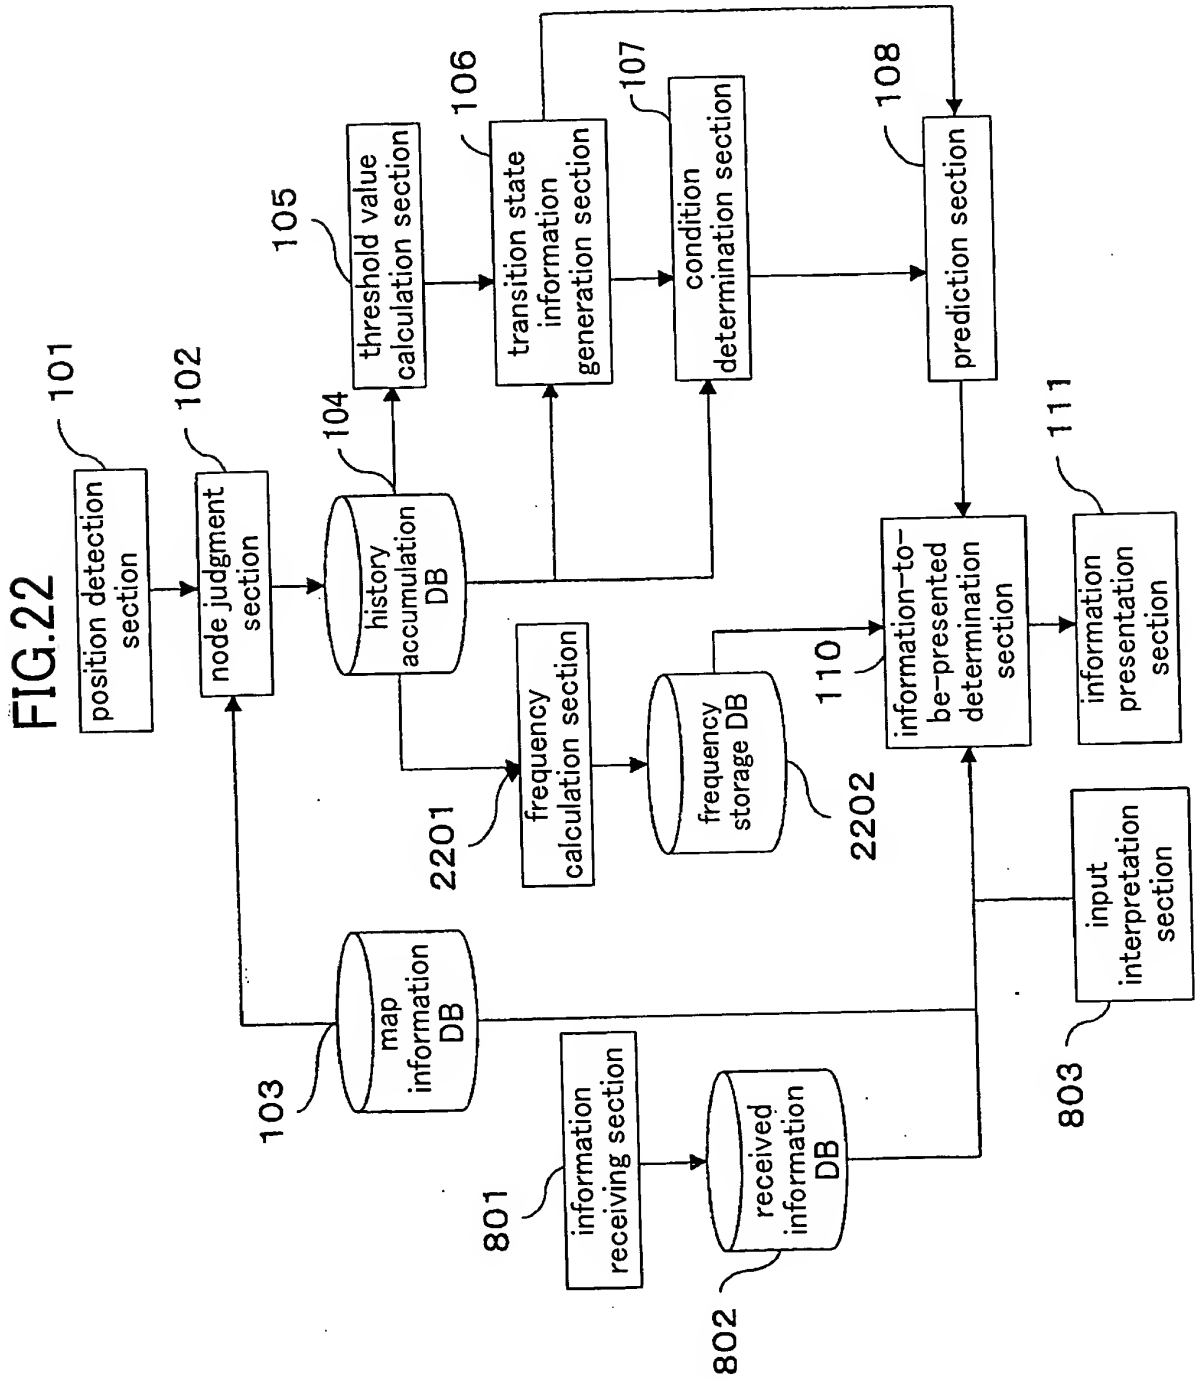 FIG.22
101
position detection
section
102
node judgment
section
103
map
information
DB
104
history
accumulation
DB
105
threshold value
calculation section
106
transition state
information
generation section
107
condition
determination section
108
prediction section
2201
frequency
calculation section
2202
frequency
storage DB
110
information-to-
be-presented
determination
section
111
information
presentation
section
801
information
receiving section
802
received
information
DB
803
input
interpretation
section